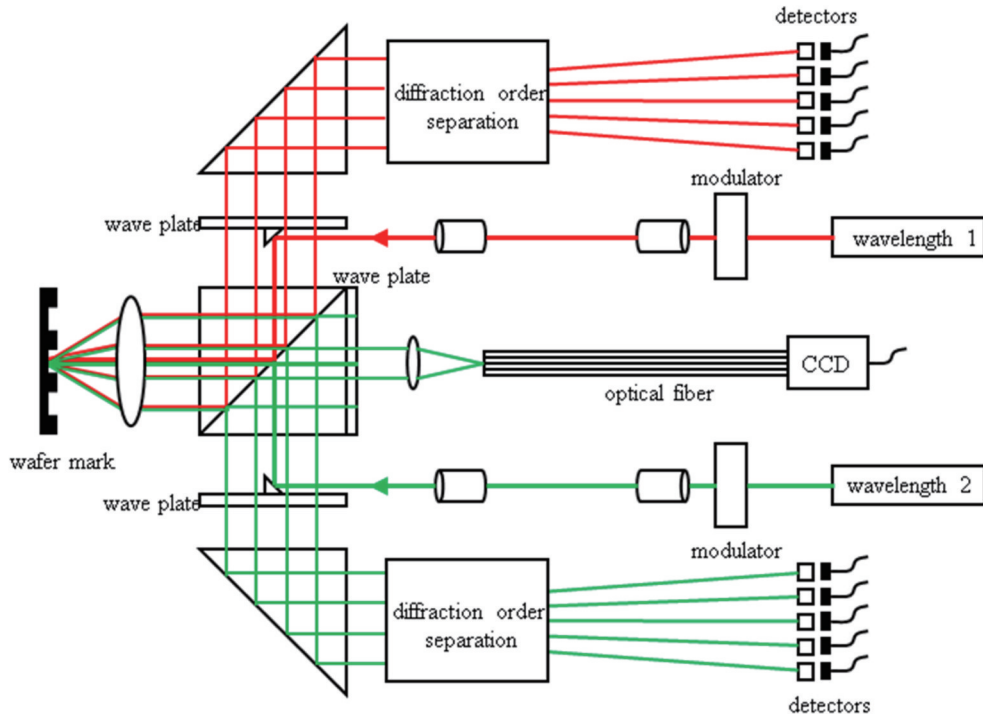 detectors
diffraction order
separation
modulator
wave plate
wavelength 1
wave plate
CCD
optical fiber
wafer mark
wavelength 2
wave plate
modulator
diffraction order
separation
detectors